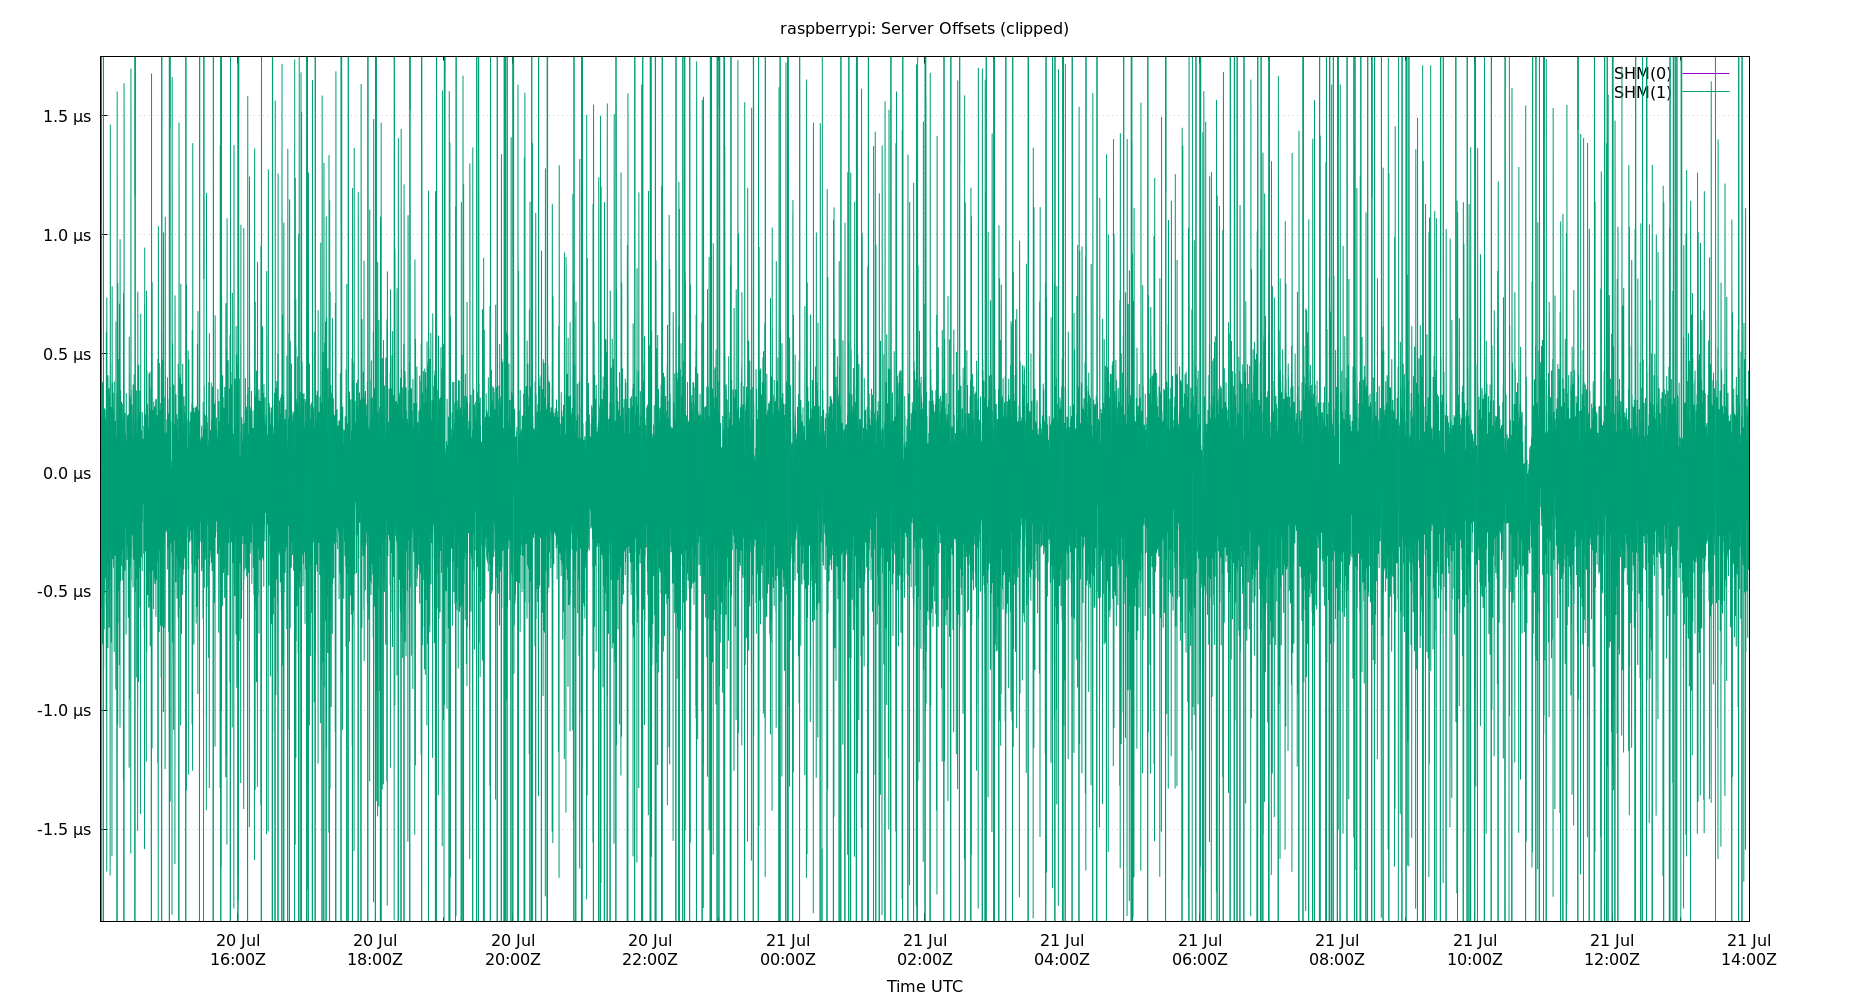 raspberrypi: Server Offsets (clipped)
SHM(0)
SHM(1)
1.5 µs
1.0 µs
0.5 µs
0.0 µs
-0.5 µs
-1.0 µs
-1.5 µs
20 Jul 20 Jul 20 Jul 20 Jul 21 Jul 21 Jul 21 Jul 21 Jul 21 Jul 21 Jul 21 Jul 21 Jul
16:00Z 18:00Z 20:00Z 22:00Z 00:00Z 02:00Z 04:00Z 06:00Z 08:00Z 10:00Z 12:00Z 14:00Z
Time UTC